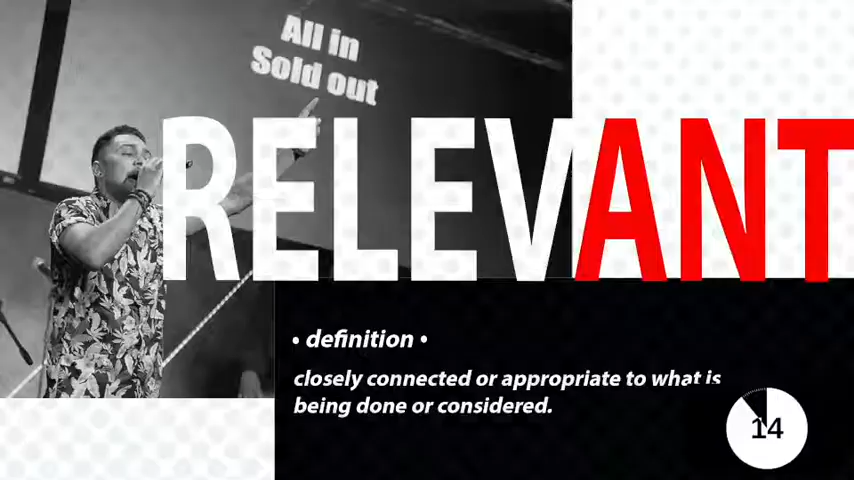 All in
Sold out
RELEVANT
• definition •
closely connected or appropriate to what is
being done or considered.
14